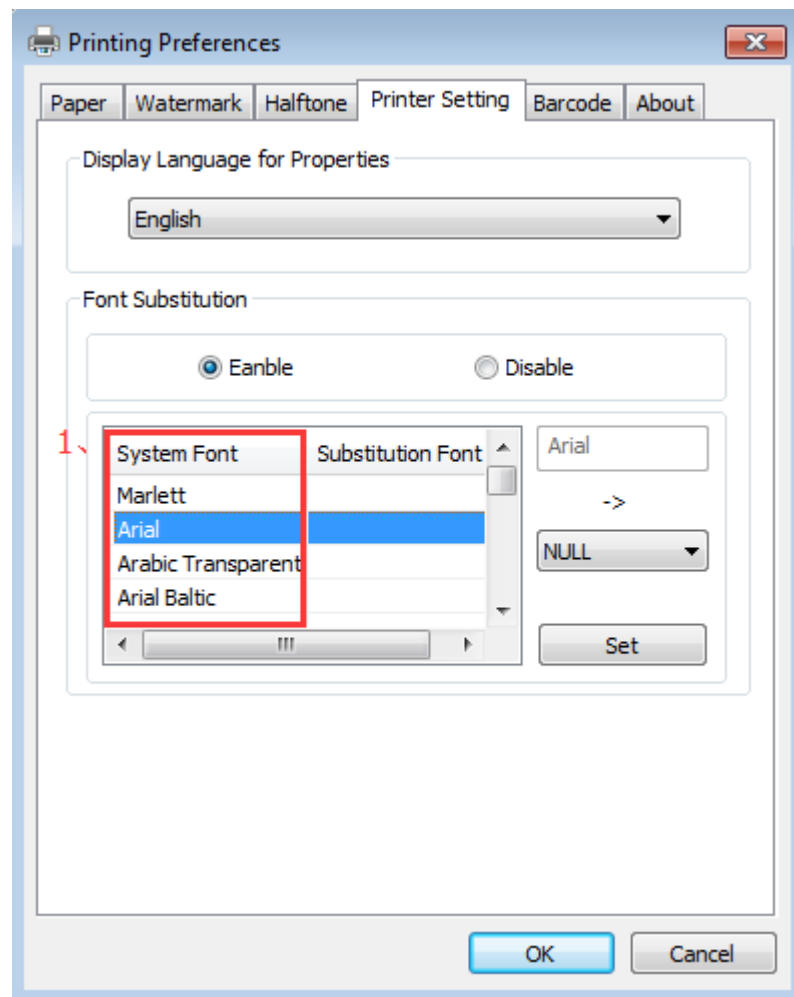 Printing Preferences
Paper Watermark Halftone Printer Setting Barcode About
Display Language for Properties
English
Font Substitution
Eanble Disable
1、
System Font Substitution Font
Marlett
Arial
Arabic Transparent
Arial Baltic
Arial
->
NULL
Set
OK Cancel